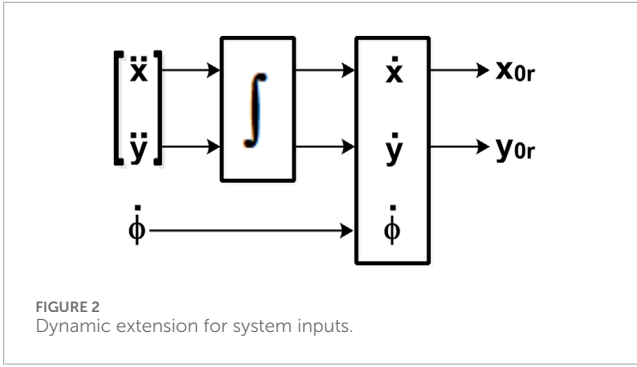 ẍ ∫ ẋ x0r
ÿ ẏ y0r
ϕ̇ ϕ̇
FIGURE 2
Dynamic extension for system inputs.